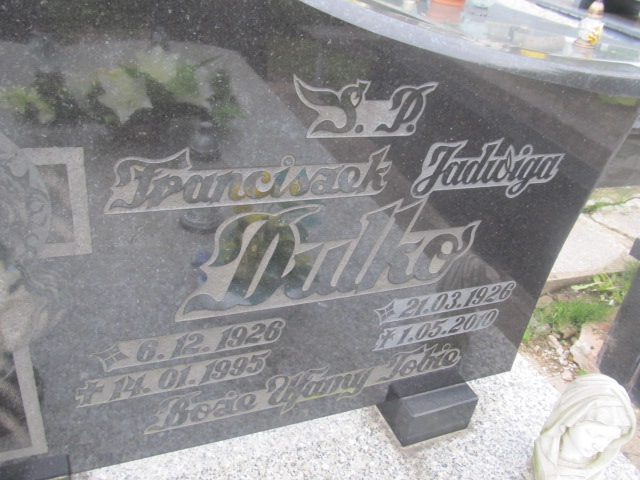 Ś. P.
Franciszek Jadwiga
Dulko
6.12.1926 21.03.1926
✝ 14.01.1995 ✝ 1.05.2010
Boże Ufamy Tobie